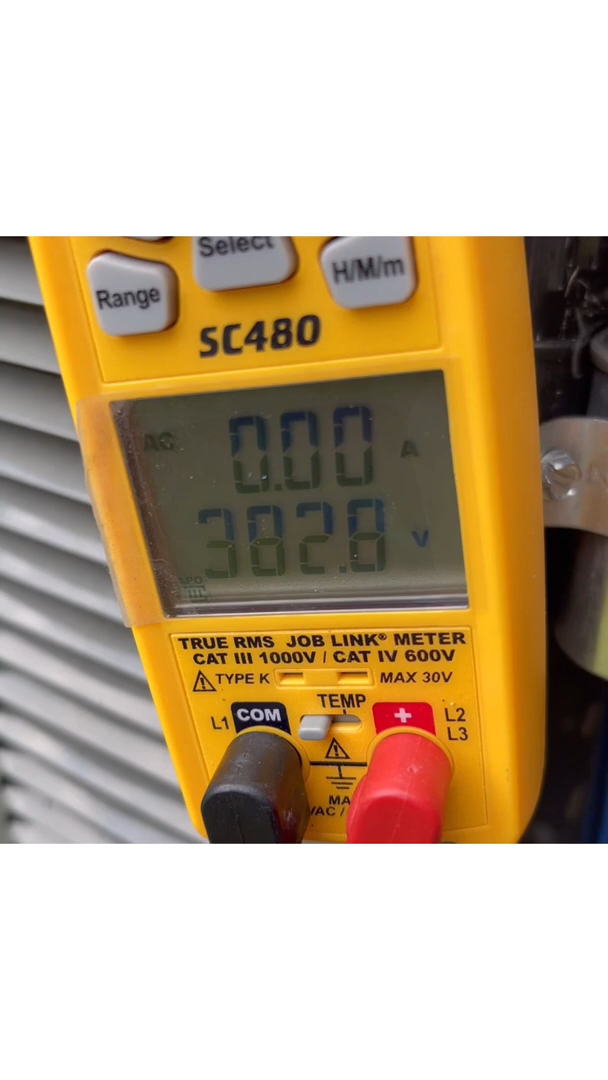 Select
Range
H/M/m
SC480
AC 0.00 A
382.8 V
APO
TRUE RMS JOB LINK® METER
CAT III 1000V / CAT IV 600V
TYPE K MAX 30V
TEMP
L1 COM + L2
L3